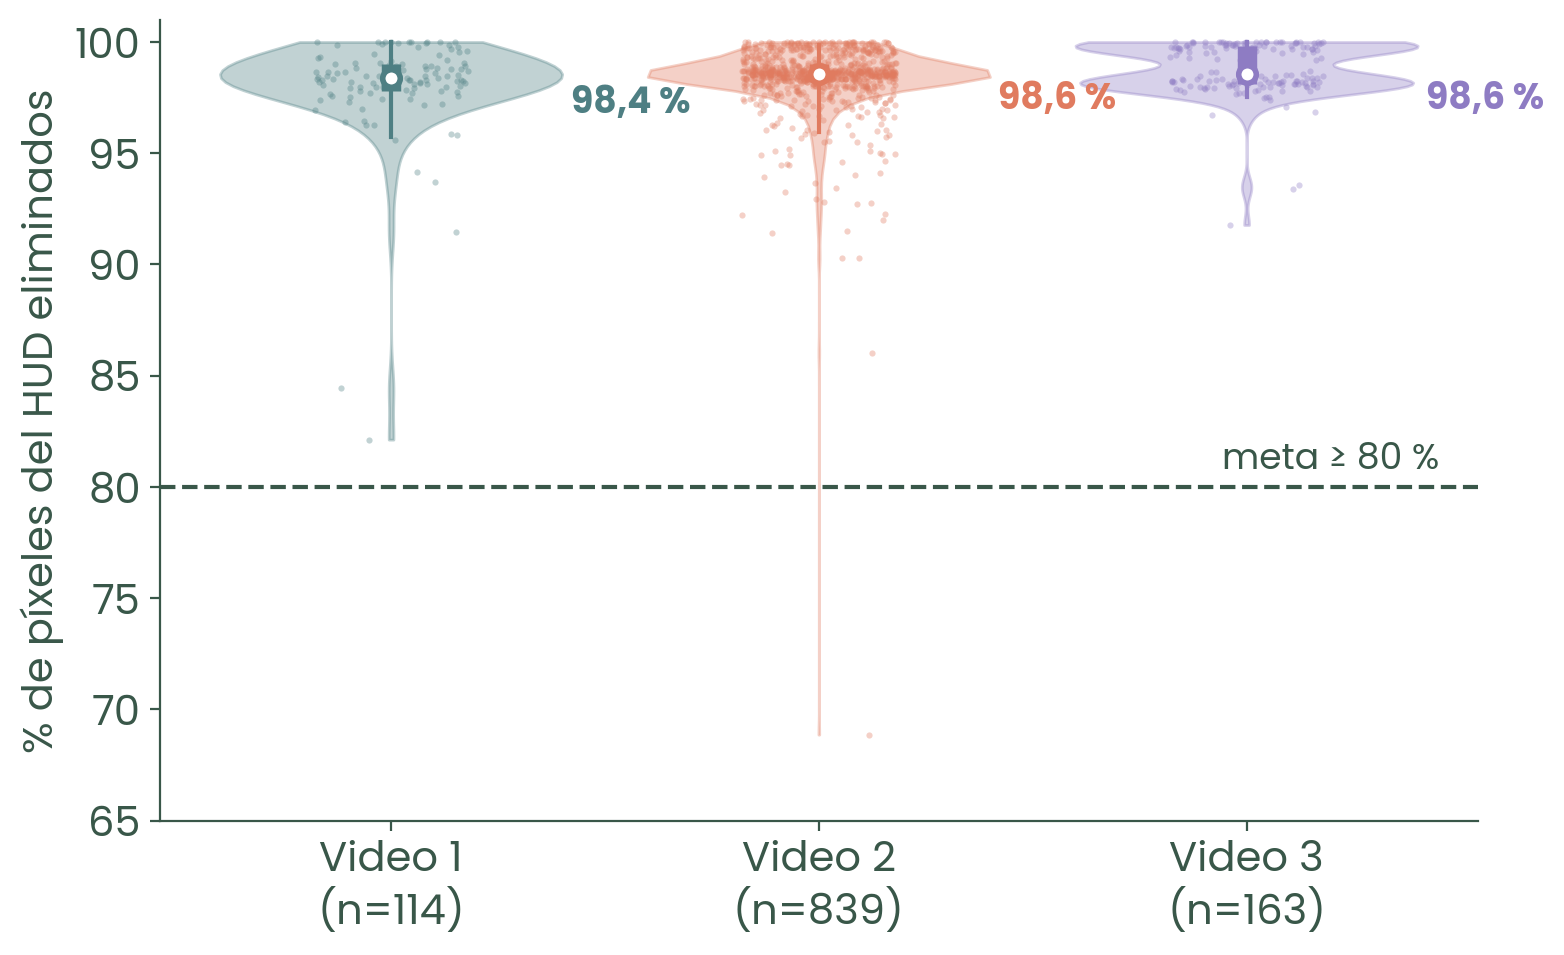 % de píxeles del HUD eliminados
100
95
90
85
80
75
70
65
98,4 %
98,6 %
98,6 %
meta ≥ 80 %
Video 1
(n=114)
Video 2
(n=839)
Video 3
(n=163)